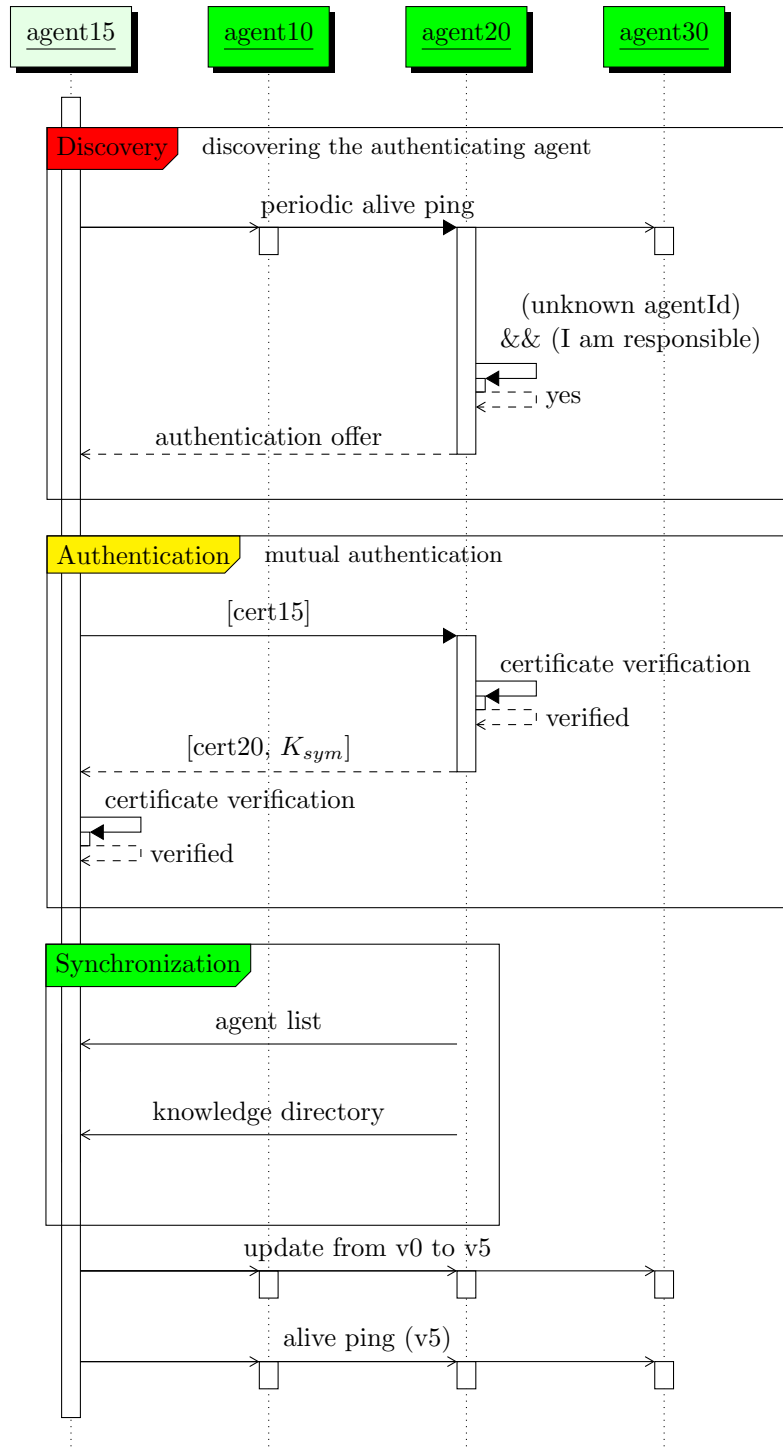 agent15
agent10
agent20
agent30
Discovery
discovering the authenticating agent
periodic alive ping
(unknown agentId)
&& (I am responsible)
yes
authentication offer
Authentication
mutual authentication
[cert15]
certificate verification
verified
[cert20, K_{sym}]
certificate verification
verified
Synchronization
agent list
knowledge directory
update from v0 to v5
alive ping (v5)